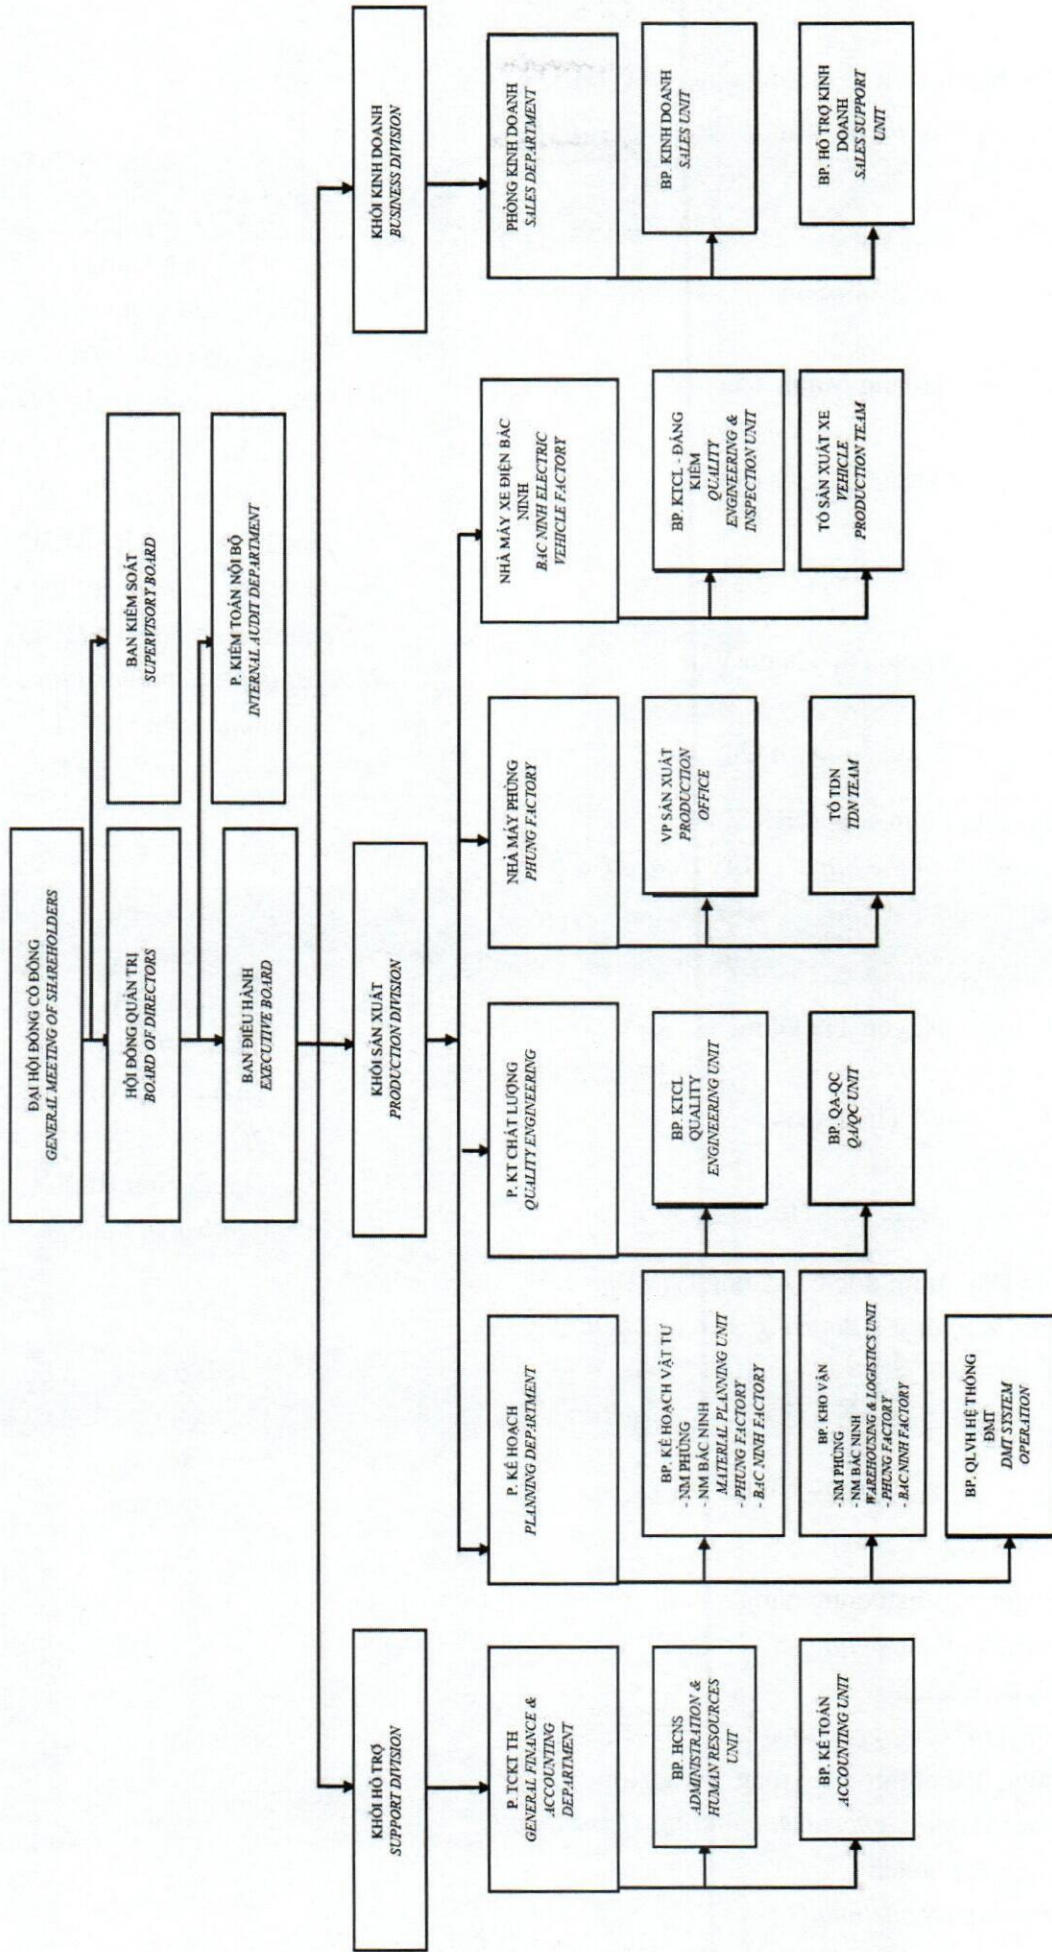 ĐẠI HỘI ĐỒNG CỔ ĐÔNG
GENERAL MEETING OF SHAREHOLDERS
HỘI ĐỒNG QUẢN TRỊ
BOARD OF DIRECTORS
BAN KIỂM SOÁT
SUPERVISORY BOARD
BAN ĐIỀU HÀNH
EXECUTIVE BOARD
P. KIỂM TOÁN NỘI BỘ
INTERNAL AUDIT DEPARTMENT
KHỐI HỖ TRỢ
SUPPORT DIVISION
KHỐI SẢN XUẤT
PRODUCTION DIVISION
KHỐI KINH DOANH
BUSINESS DIVISION
P. TCKT TH
GENERAL FINANCE &
ACCOUNTING
DEPARTMENT
P. KẾ HOẠCH
PLANNING DEPARTMENT
P. KT CHẤT LƯỢNG
QUALITY ENGINEERING
NHÀ MÁY PHÙNG
PHUNG FACTORY
NHÀ MÁY XE ĐIỆN BẮC
NINH
BAC NINH ELECTRIC
VEHICLE FACTORY
PHÒNG KINH DOANH
SALES DEPARTMENT
BP. HCNS
ADMINISTRATION &
HUMAN RESOURCES
UNIT
BP. KẾ HOẠCH VẬT TƯ
- NM PHÙNG
- NM BẮC NINH
MATERIAL PLANNING UNIT
- PHUNG FACTORY
- BAC NINH FACTORY
BP. KTCL
QUALITY
ENGINEERING UNIT
VP SẢN XUẤT
PRODUCTION
OFFICE
BP. KTCL - ĐĂNG
KIỂM
QUALITY
ENGINEERING &
INSPECTION UNIT
BP. KINH DOANH
SALES UNIT
BP. KẾ TOÁN
ACCOUNTING UNIT
BP. KHO VẬN
- NM PHÙNG
- NM BẮC NINH
WAREHOUSING & LOGISTICS UNIT
- PHUNG FACTORY
- BAC NINH FACTORY
BP. QA-QC
QA/QC UNIT
TỔ TDN
TDN TEAM
TỔ SẢN XUẤT XE
VEHICLE
PRODUCTION TEAM
BP. HỖ TRỢ KINH
DOANH
SALES SUPPORT
UNIT
BP. QLVH HỆ THỐNG
ĐMT
DMT SYSTEM
OPERATION